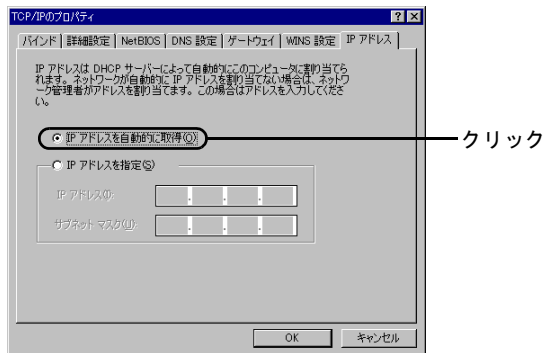 TCP/IPのプロパティ
バインド 詳細設定 NetBIOS DNS 設定 ゲートウェイ WINS 設定 IP アドレス
IP アドレスは DHCP サーバーによって自動的にこのコンピュータに割り当てら
れます。ネットワークが自動的に IP アドレスを割り当てない場合は、ネットワ
ーク管理者がアドレスを割り当てます。この場合はアドレスを入力してくださ
い。
IP アドレスを自動的に取得(O)
クリック
IP アドレスを指定(S)
IP アドレス(I):
サブネット マスク(U):
OK キャンセル